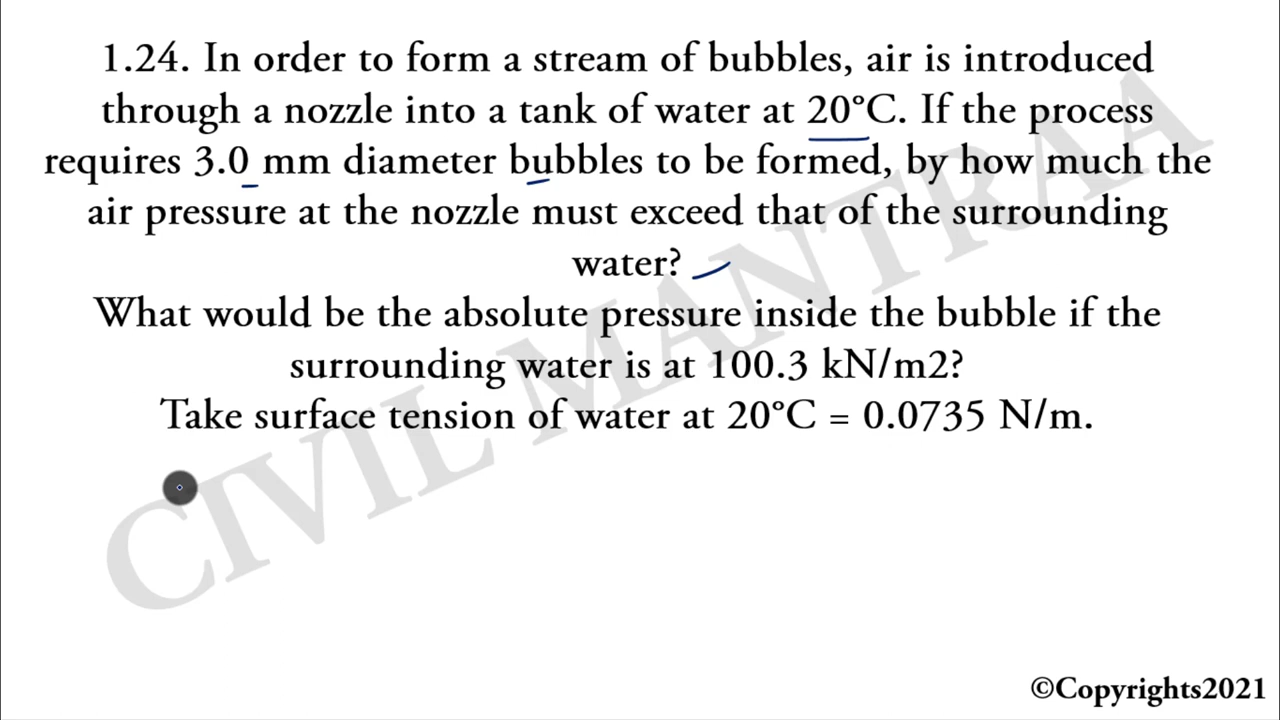 1.24. In order to form a stream of bubbles, air is introduced
through a nozzle into a tank of water at 20°C. If the process
requires 3.0 mm diameter bubbles to be formed, by how much the
air pressure at the nozzle must exceed that of the surrounding
water?
What would be the absolute pressure inside the bubble if the
surrounding water is at 100.3 kN/m2?
Take surface tension of water at 20°C = 0.0735 N/m.
CIVIL MANTRAA
©Copyrights2021